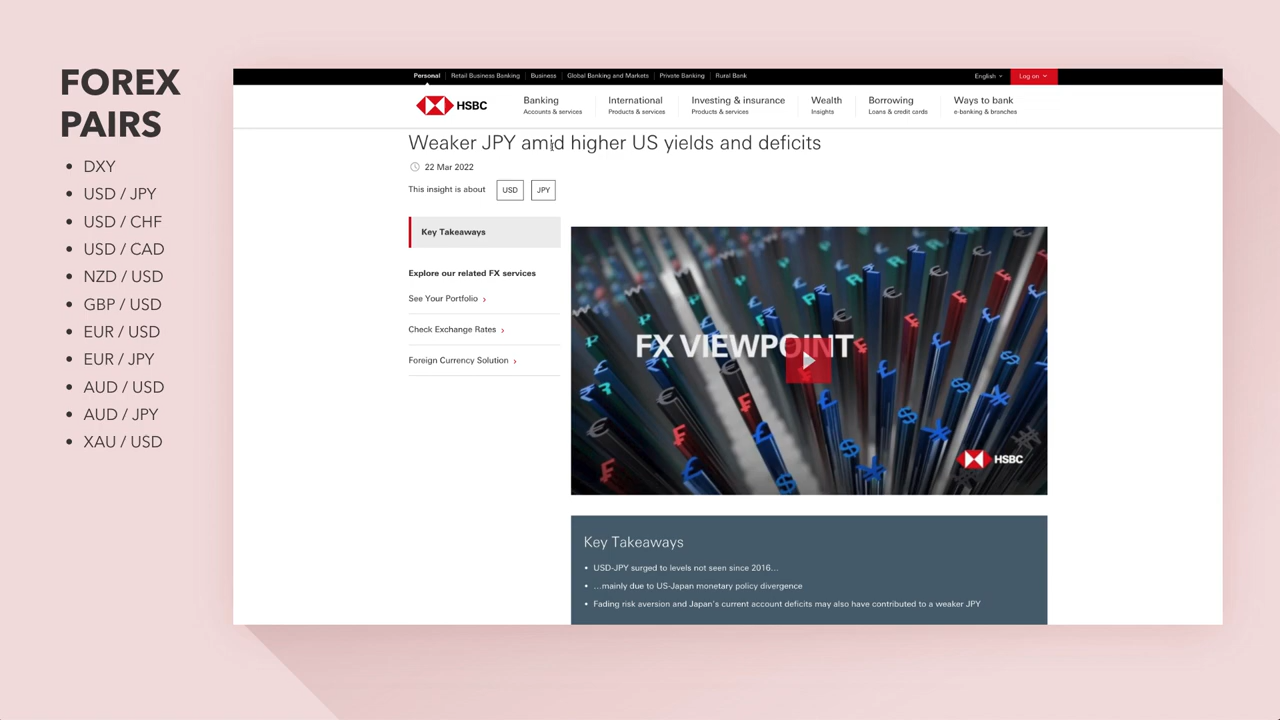 FOREX
PAIRS
• DXY
• USD / JPY
• USD / CHF
• USD / CAD
• NZD / USD
• GBP / USD
• EUR / USD
• EUR / JPY
• AUD / USD
• AUD / JPY
• XAU / USD
Personal Retail Business Banking Business Global Banking and Markets Private Banking Rural Bank English Log on
HSBC
Banking
Accounts & services
International
Products & services
Investing & insurance
Products & services
Wealth
Insights
Borrowing
Loans & credit cards
Ways to bank
e-banking & branches
Weaker JPY amid higher US yields and deficits
22 Mar 2022
This insight is about USD JPY
Key Takeaways
Explore our related FX services
See Your Portfolio
Check Exchange Rates
Foreign Currency Solution
FX VIEWPOINT
HSBC
Key Takeaways
• USD-JPY surged to levels not seen since 2016...
• ...mainly due to US-Japan monetary policy divergence
• Fading risk aversion and Japan's current account deficits may also have contributed to a weaker JPY